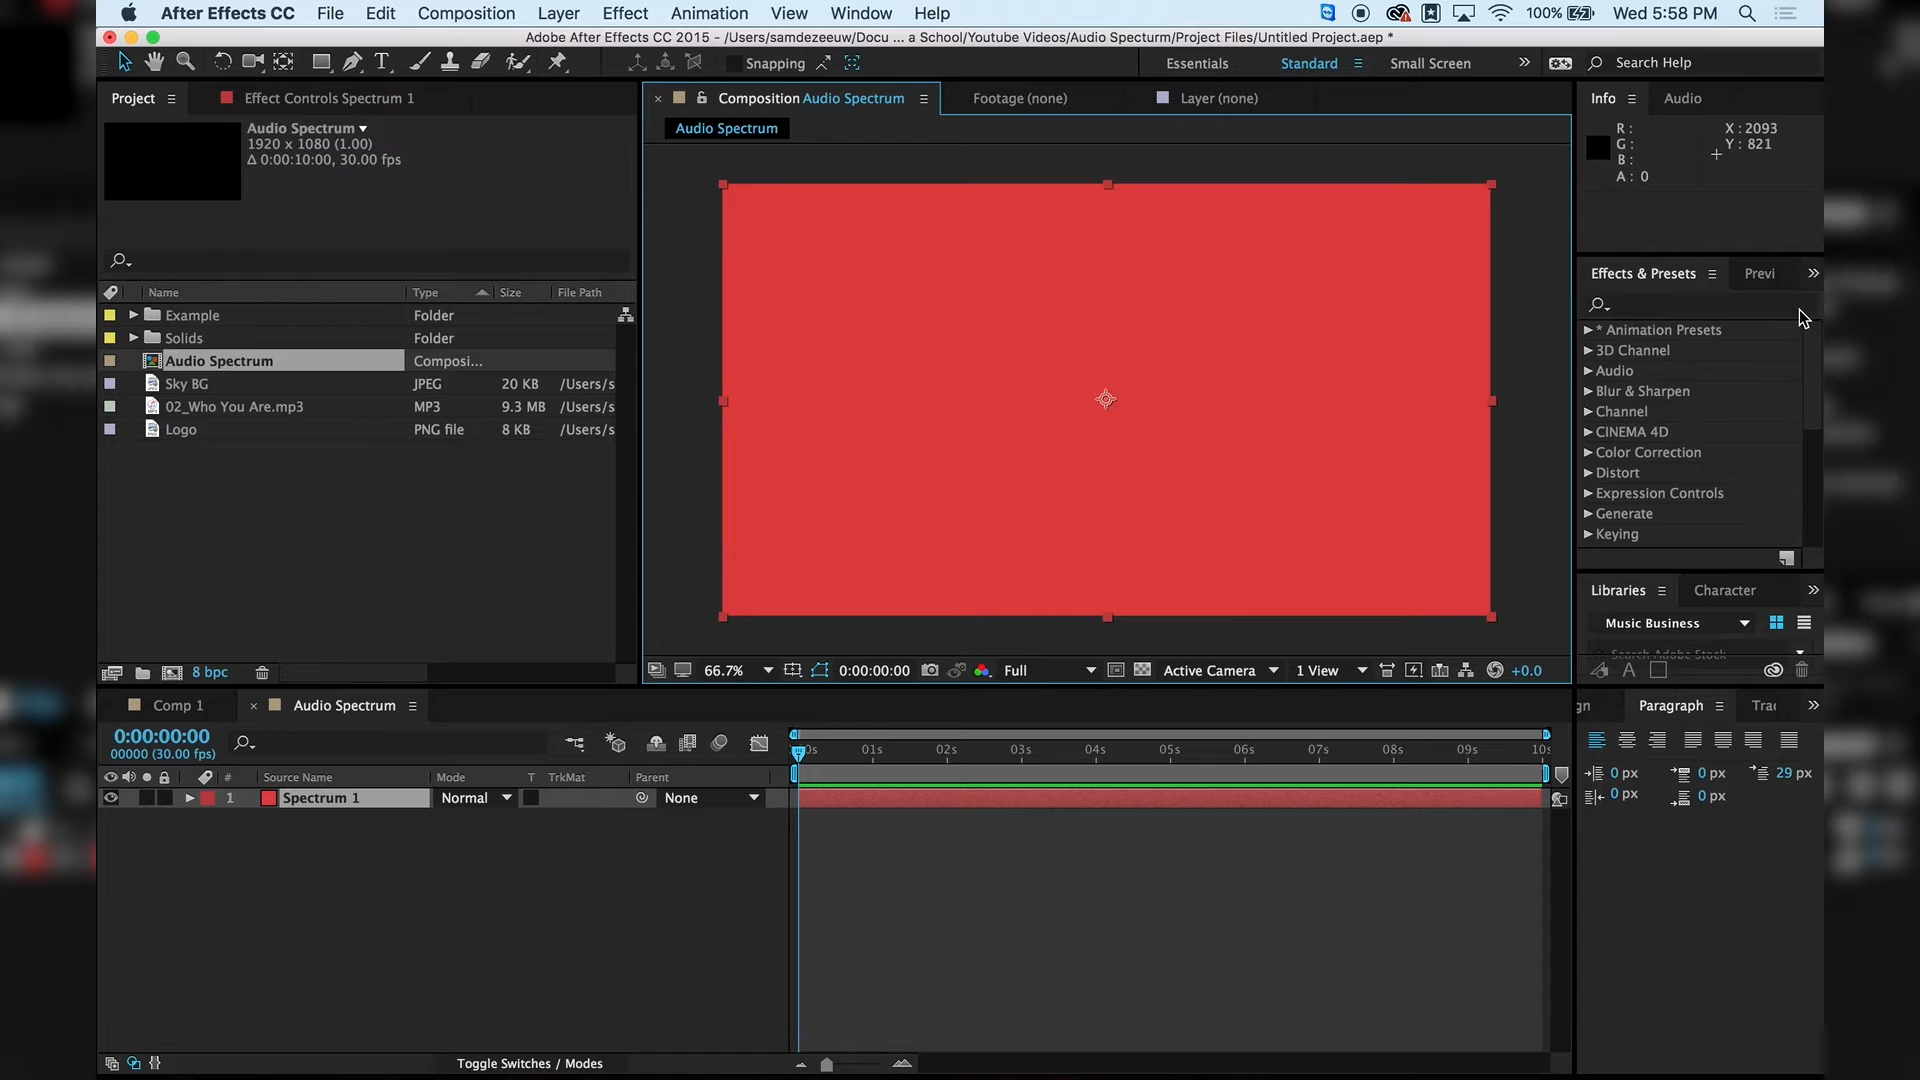 After Effects CC File Edit Composition Layer Effect Animation View Window Help 100% Wed 5:58 PM
Adobe After Effects CC 2015 - /Users/samdezeeuw/Docu ... a School/Youtube Videos/Audio Specturm/Project Files/Untitled Project.aep *
Snapping Essentials Standard Small Screen Search Help
Project Effect Controls Spectrum 1 Composition Audio Spectrum Footage (none) Layer (none) Info Audio
Audio Spectrum
1920 x 1080 (1.00)
Δ 0:00:10:00, 30.00 fps
Audio Spectrum
R :
G :
B :
A : 0
X : 2093
Y : 821
Effects & Presets Previ
* Animation Presets
3D Channel
Audio
Blur & Sharpen
Channel
CINEMA 4D
Color Correction
Distort
Expression Controls
Generate
Keying
Name Type Size File Path
Example Folder
Solids Folder
Audio Spectrum Composi...
Sky BG JPEG 20 KB /Users/s
02_Who You Are.mp3 MP3 9.3 MB /Users/s
Logo PNG file 8 KB /Users/s
Libraries Character
Music Business
Search Adobe Stock
8 bpc
66.7% 0:00:00:00 Full Active Camera 1 View +0.0
Comp 1 Audio Spectrum
0:00:00:00
00000 (30.00 fps)
01s 02s 03s 04s 05s 06s 07s 08s 09s 10s
# Source Name Mode T TrkMat Parent
1 Spectrum 1 Normal None
gn Paragraph Trac
0 px 0 px 29 px
0 px 0 px
Toggle Switches / Modes